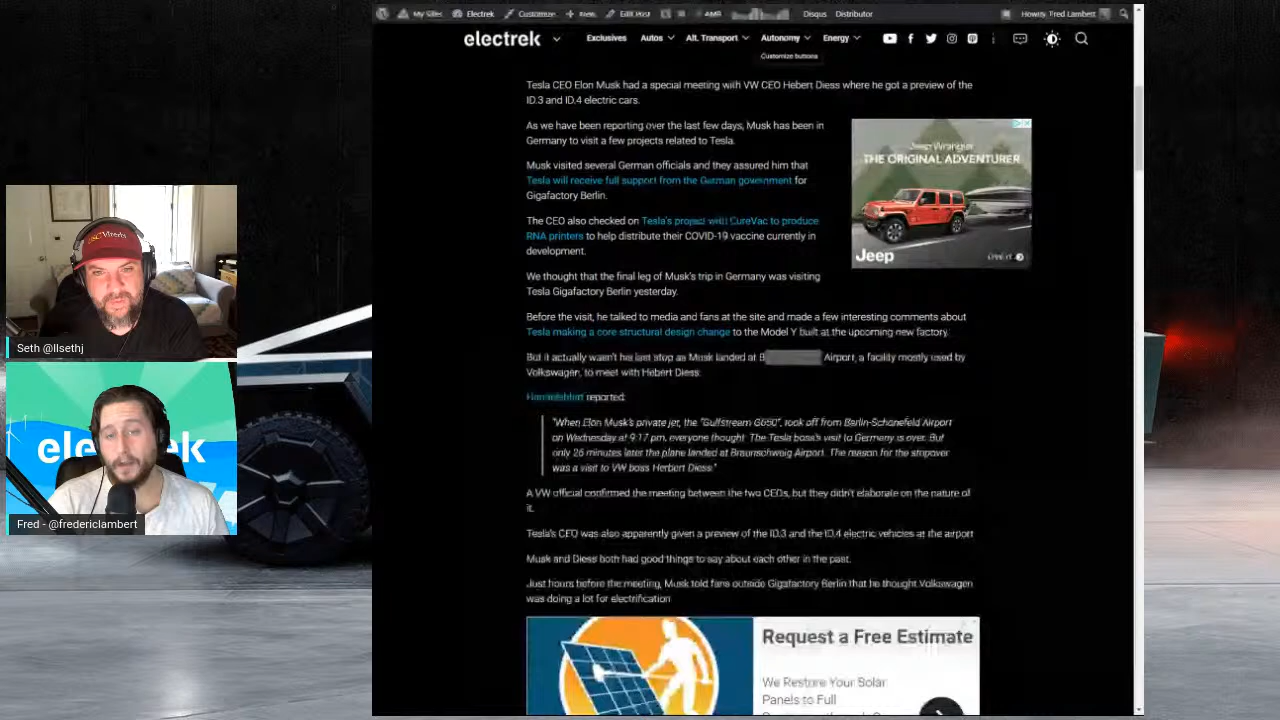 My Sites
Electrek
Customize
New
Edit Post
AMP
Disqus
Distributor
Howdy, Fred Lambert
electrek
Exclusives
Autos
Alt. Transport
Autonomy
Energy
Customize buttons
Tesla CEO Elon Musk had a special meeting with VW CEO Hebert Diess where he got a preview of the
ID.3 and ID.4 electric cars.
As we have been reporting over the last few days, Musk has been in
Germany to visit a few projects related to Tesla.
Musk visited several German officials and they assured him that
Tesla will receive full support from the German government for
Gigafactory Berlin.
The CEO also checked on Tesla's project with CureVac to produce
RNA printers to help distribute their COVID-19 vaccine currently in
development.
We thought that the final leg of Musk's trip in Germany was visiting
Tesla Gigafactory Berlin yesterday.
Before the visit, he talked to media and fans at the site and made a few interesting comments about
Tesla making a core structural design change to the Model Y built at the upcoming new factory.
But it actually wasn't his last stop as Musk landed at B Airport, a facility mostly used by
Volkswagen, to meet with Hebert Diess.
Handelsblatt reported:
"When Elon Musk's private jet, the "Gulfstream G650", took off from Berlin-Schönefeld Airport
on Wednesday at 9:17 pm, everyone thought: The Tesla boss's visit to Germany is over. But
only 26 minutes later the plane landed at Braunschweig Airport. The reason for the stopover
was a visit to VW boss Herbert Diess."
A VW official confirmed the meeting between the two CEOs, but they didn't elaborate on the nature of
it.
Tesla's CEO was also apparently given a preview of the ID.3 and the ID.4 electric vehicles at the airport
Musk and Diess both had good things to say about each other in the past.
Just hours before the meeting, Musk told fans outside Gigafactory Berlin that he thought Volkswagen
was doing a lot for electrification
Jeep Wrangler
THE ORIGINAL ADVENTURER
Jeep
Request a Free Estimate
We Restore Your Solar
Panels to Full
USC Viterbi
Seth @llsethj
ele k
Fred - @fredericlambert